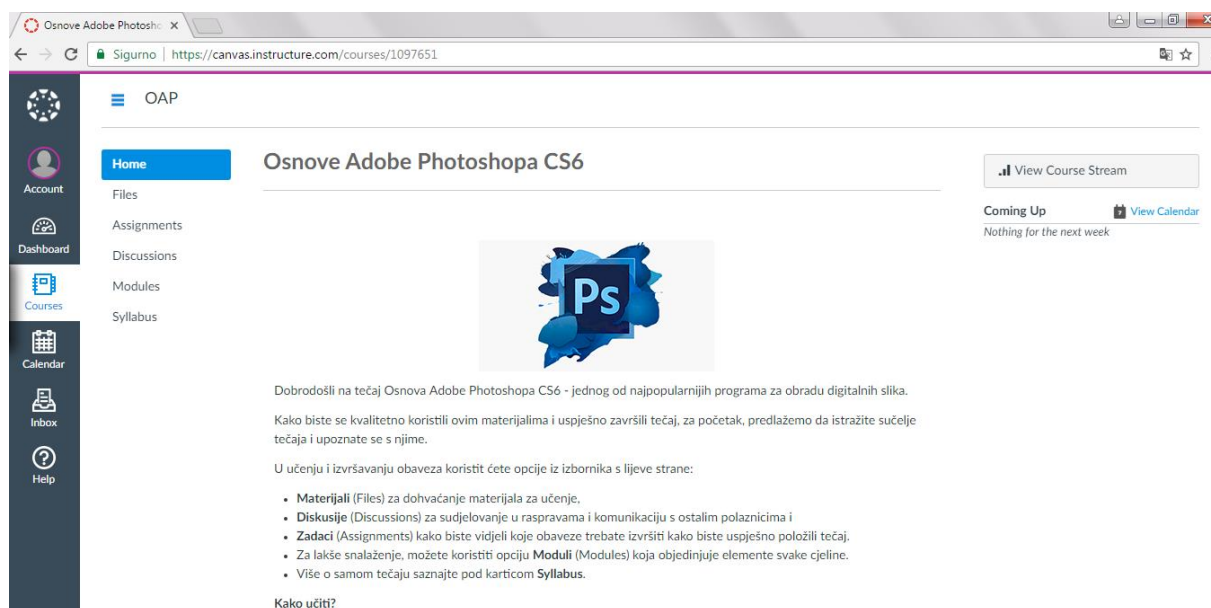 Osnove Adobe Photosho
Sigurno | https://canvas.instructure.com/courses/1097651
OAP
Account
Dashboard
Courses
Calendar
Inbox
Help
Home
Files
Assignments
Discussions
Modules
Syllabus
Osnove Adobe Photoshopa CS6
Ps
Dobrodošli na tečaj Osnova Adobe Photoshopa CS6 - jednog od najpopularnijih programa za obradu digitalnih slika.
Kako biste se kvalitetno koristili ovim materijalima i uspješno završili tečaj, za početak, predlažemo da istražite sučelje
tečaja i upoznate se s njime.
U učenju i izvršavanju obaveza koristit ćete opcije iz izbornika s lijeve strane:
• Materijali (Files) za dohvaćanje materijala za učenje,
• Diskusije (Discussions) za sudjelovanje u raspravama i komunikaciju s ostalim polaznicima i
• Zadaci (Assignments) kako biste vidjeli koje obaveze trebate izvršiti kako biste uspješno položili tečaj.
• Za lakše snalaženje, možete koristiti opciju Moduli (Modules) koja objedinjuje elemente svake cjeline.
• Više o samom tečaju saznajte pod karticom Syllabus.
Kako učiti?
View Course Stream
Coming Up
View Calendar
Nothing for the next week